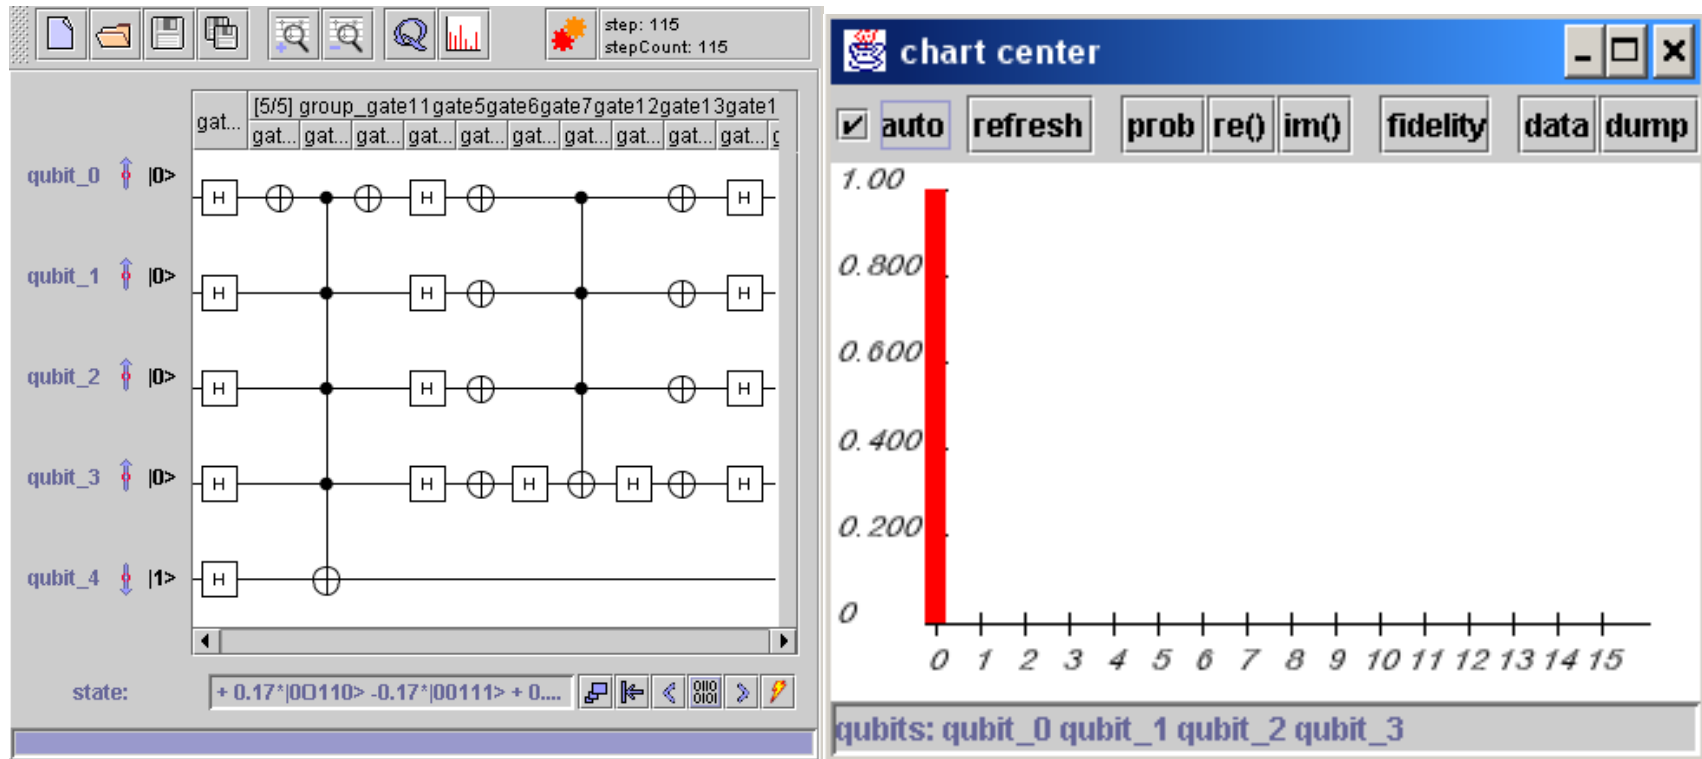 step: 115
stepCount: 115
gat...
[5/5] group_gate11gate5gate6gate7gate12gate13gate1
gat... gat... gat... gat... gat... gat... gat... gat... gat... gat... g
qubit_0 |0>
H H H
qubit_1 |0>
H H H
qubit_2 |0>
H H H
qubit_3 |0>
H H H H H
qubit_4 |1>
H
state: + 0.17*|00110> -0.17*|00111> + 0....
0110
0101
chart center
auto refresh prob re() im() fidelity data dump
1.00
0.800
0.600
0.400
0.200
0
0 1 2 3 4 5 6 7 8 9 10 11 12 13 14 15
qubits: qubit_0 qubit_1 qubit_2 qubit_3